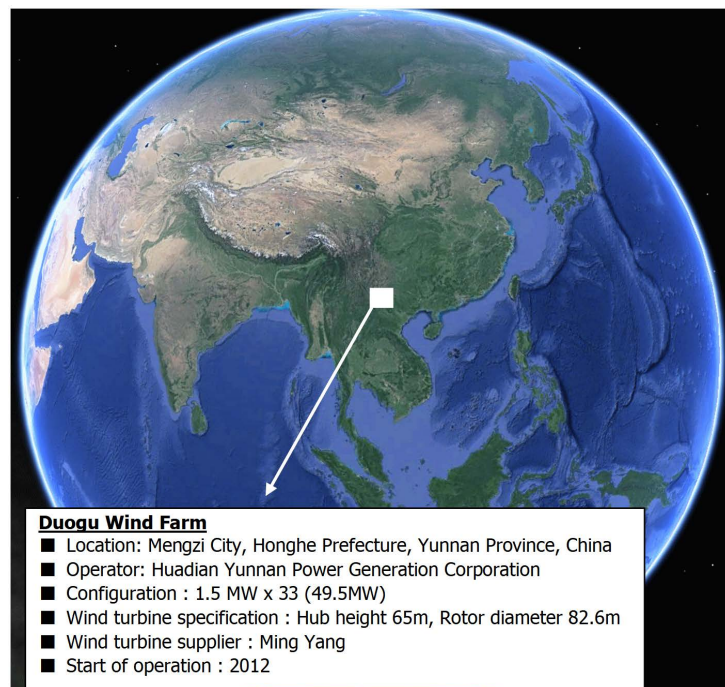 Duogu Wind Farm
■ Location: Mengzi City, Honghe Prefecture, Yunnan Province, China
■ Operator: Huadian Yunnan Power Generation Corporation
■ Configuration : 1.5 MW x 33 (49.5MW)
■ Wind turbine specification : Hub height 65m, Rotor diameter 82.6m
■ Wind turbine supplier : Ming Yang
■ Start of operation : 2012